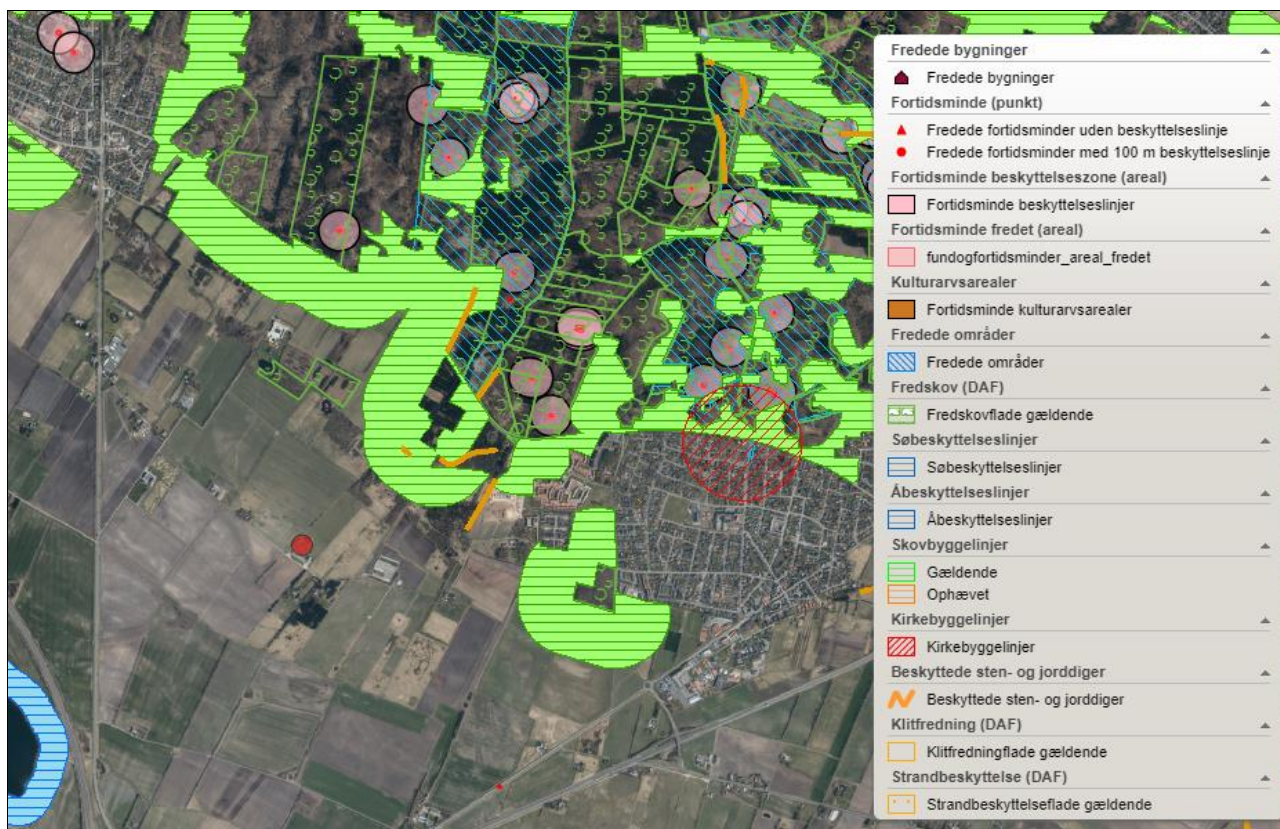 Fredede bygninger
Fredede bygninger
Fortidsminde (punkt)
Fredede fortidsminder uden beskyttelseslinje
Fredede fortidsminder med 100 m beskyttelseslinje
Fortidsminde beskyttelseszone (areal)
Fortidsminde beskyttelseslinjer
Fortidsminde fredet (areal)
fundogfortidsminder_areal_fredet
Kulturarvsarealer
Fortidsminde kulturarvsarealer
Fredede områder
Fredede områder
Fredskov (DAF)
Fredskovflade gældende
Søbeskyttelseslinjer
Søbeskyttelseslinjer
Åbeskyttelseslinjer
Åbeskyttelseslinjer
Skovbyggelinjer
Gældende
Ophævet
Kirkebyggelinjer
Kirkebyggelinjer
Beskyttede sten- og jorddiger
Beskyttede sten- og jorddiger
Klitfredning (DAF)
Klitfredningflade gældende
Strandbeskyttelse (DAF)
Strandbeskyttelseflade gældende